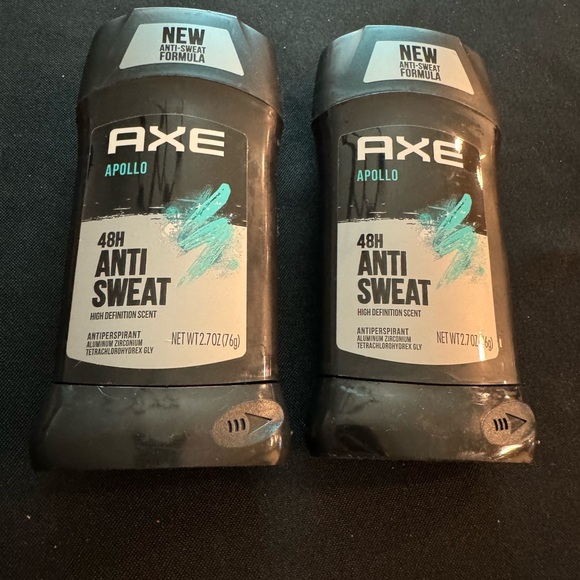 NEW
ANTI-SWEAT
FORMULA
AXE
APOLLO
48H
ANTI
SWEAT
HIGH DEFINITION SCENT
ANTIPERSPIRANT
ALUMINUM ZIRCONIUM
TETRACHLOROHYDREX GLY
NET WT 2.7 OZ (76g)
NEW
ANTI-SWEAT
FORMULA
AXE
APOLLO
48H
ANTI
SWEAT
HIGH DEFINITION SCENT
ANTIPERSPIRANT
ALUMINUM ZIRCONIUM
TETRACHLOROHYDREX GLY
NET WT 2.7 OZ (76g)